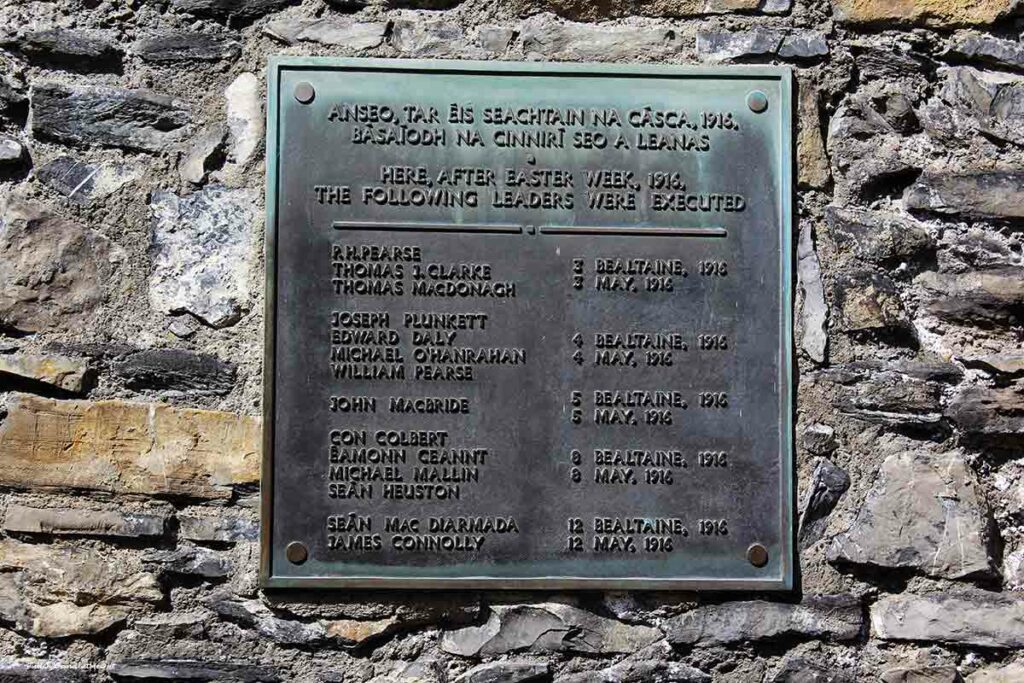 ANSEO, TAR ÉIS SEACHTAIN NA CÁSCA, 1916.
BÁSAÍODH NA CINNIRÍ SEO A LEANAS
HERE, AFTER EASTER WEEK, 1916,
THE FOLLOWING LEADERS WERE EXECUTED
P.H.PEARSE
THOMAS J.CLARKE 3 BEALTAINE, 1916
THOMAS MACDONAGH 3 MAY, 1916
JOSEPH PLUNKETT
EDWARD DALY 4 BEALTAINE, 1916
MICHAEL O'HANRAHAN 4 MAY, 1916
WILLIAM PEARSE
JOHN MACBRIDE 5 BEALTAINE, 1916
5 MAY, 1916
CON COLBERT
ÉAMONN CEANNT 8 BEALTAINE, 1916
MICHAEL MALLIN 8 MAY, 1916
SEÁN HEUSTON
SEÁN MAC DIARMADA 12 BEALTAINE, 1916
JAMES CONNOLLY 12 MAY, 1916